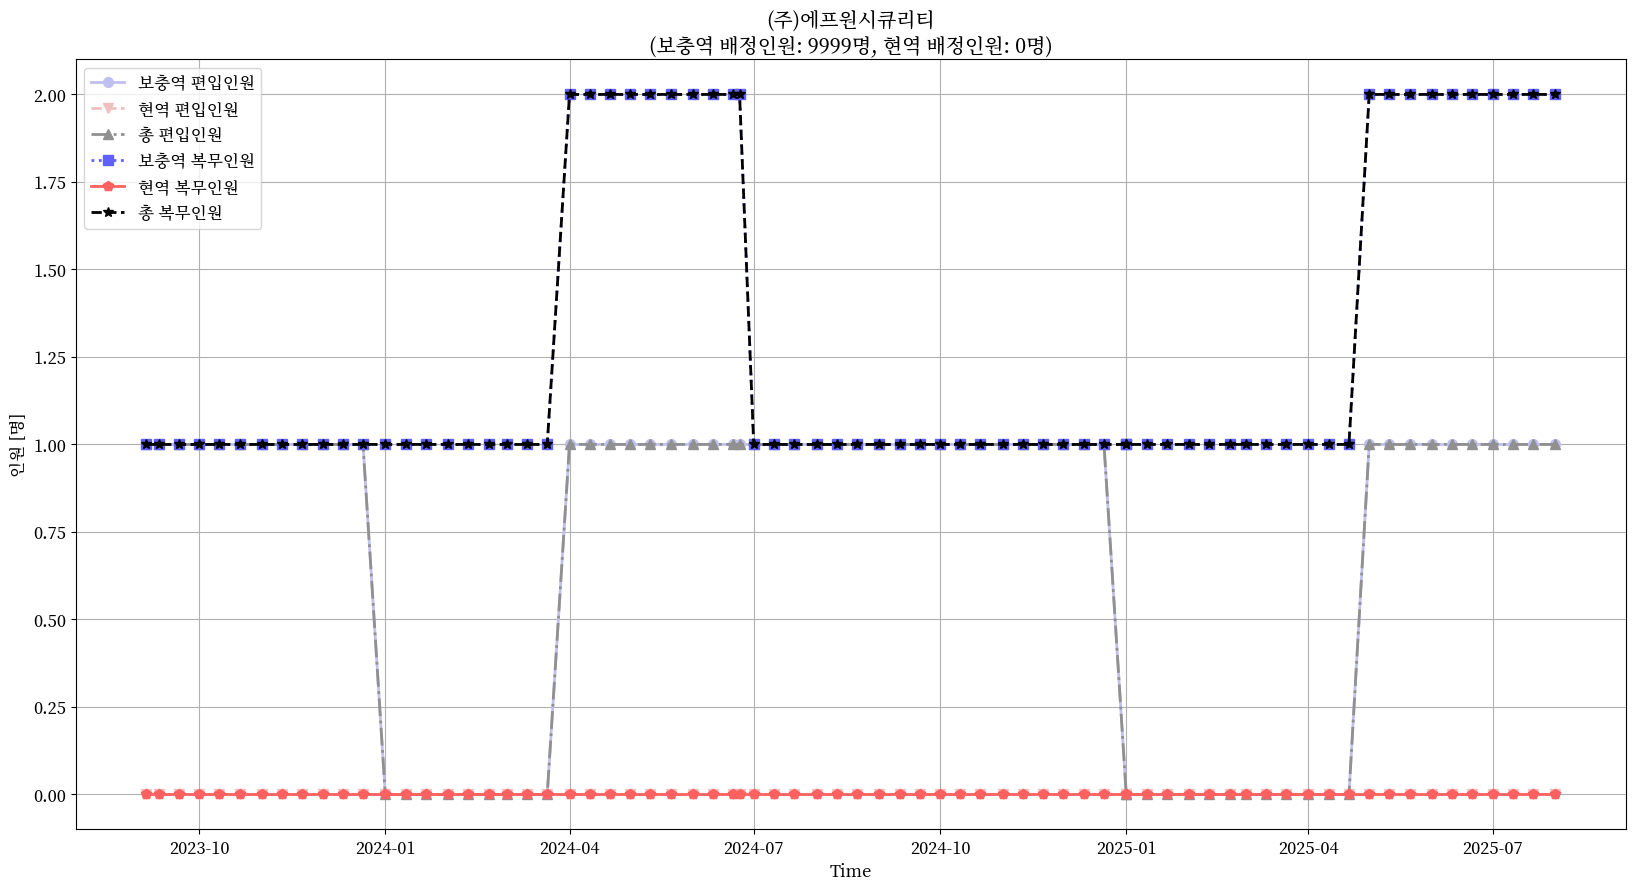 (주)에프원시큐리티
(보충역 배정인원: 9999명, 현역 배정인원: 0명)
보충역 편입인원
현역 편입인원
총 편입인원
보충역 복무인원
현역 복무인원
총 복무인원
인원 [명]
2.00
1.75
1.50
1.25
1.00
0.75
0.50
0.25
0.00
2023-10
2024-01
2024-04
2024-07
2024-10
2025-01
2025-04
2025-07
Time